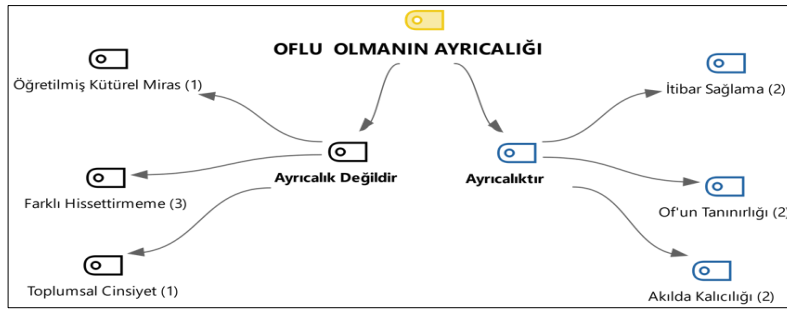 OFLU OLMANIN AYRICALIĞI
Öğretilmiş Kütürel Miras (1)
İtibar Sağlama (2)
Ayrıcalık Değildir
Ayrıcalıktır
Farklı Hissettirmeme (3)
Of'un Tanınırlığı (2)
Toplumsal Cinsiyet (1)
Akılda Kalıcılığı (2)